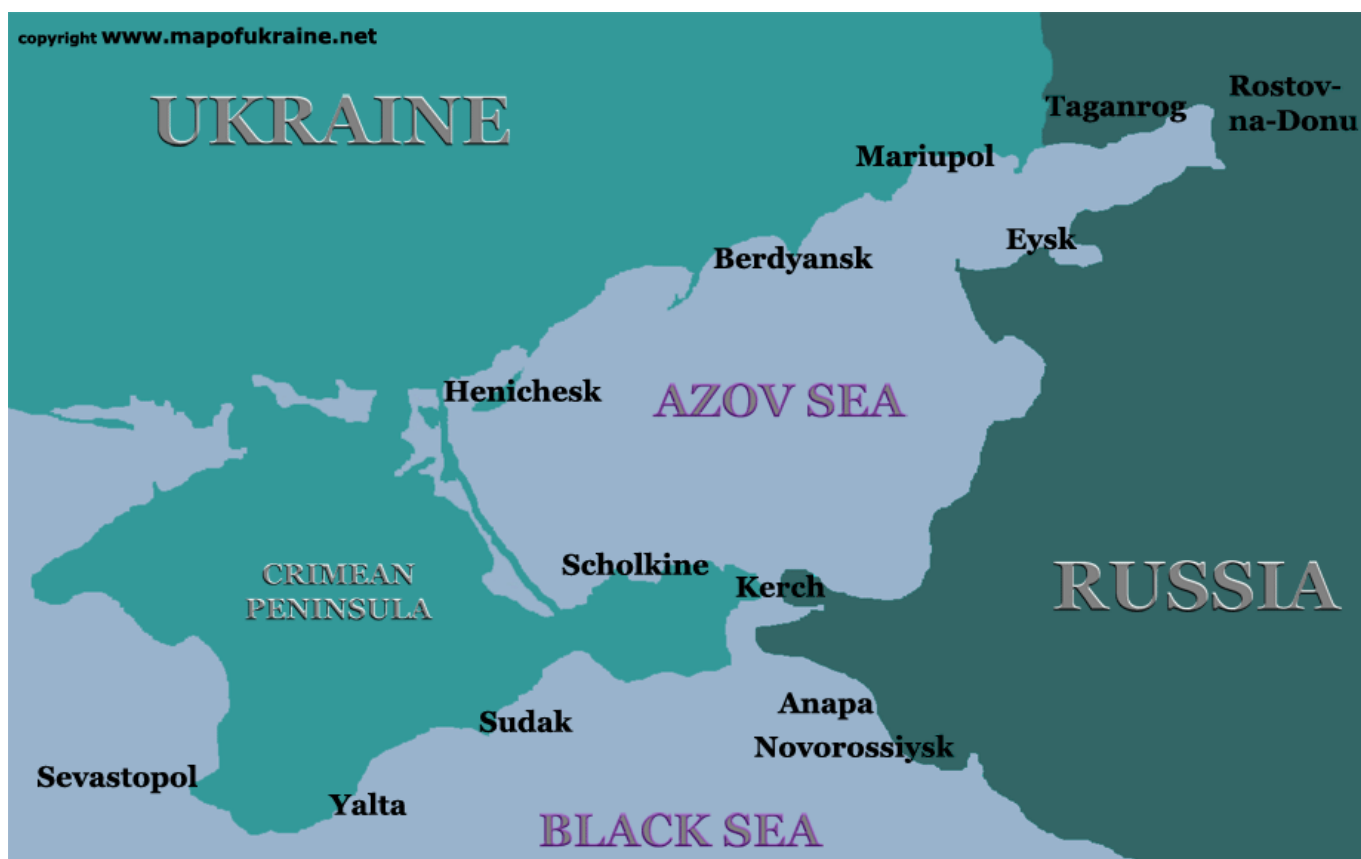 copyright www.mapofukraine.net
UKRAINE
Taganrog
Rostov-
na-Donu
Mariupol
Eysk
Berdyansk
Henichesk
AZOV SEA
Scholkine
CRIMEAN
PENINSULA
Kerch
RUSSIA
Anapa
Sudak
Novorossiysk
Sevastopol
Yalta
BLACK SEA